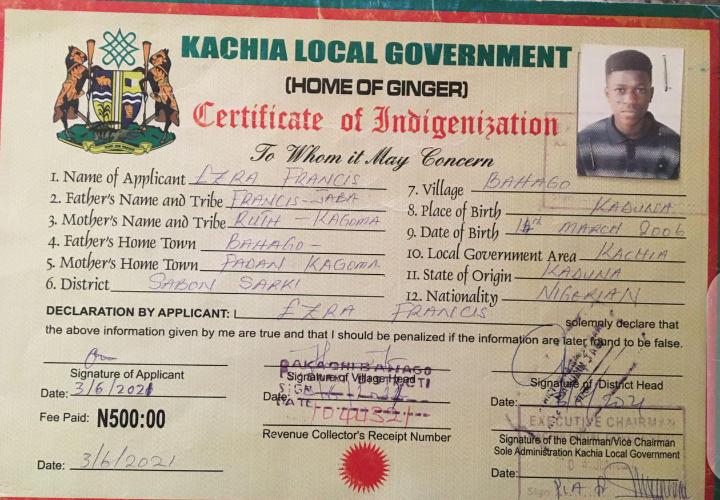 KACHIA LOCAL GOVERNMENT
(HOME OF GINGER)
Certificate of Indigenization
To Whom it May Concern
1. Name of Applicant EZRA FRANCIS
2. Father's Name and Tribe FRANCIS - JABA
3. Mother's Name and Tribe RUTH - KAGOMA
4. Father's Home Town BAHAGO -
5. Mother's Home Town FADAN KAGOMA
6. District SABON SARKI
7. Village BAHAGO
8. Place of Birth KADUNA
9. Date of Birth 14th MARCH 2006
10. Local Government Area KACHIA
11. State of Origin KADUNA
12. Nationality NIGERIAN
DECLARATION BY APPLICANT: I, EZRA FRANCIS solemnly declare that
the above information given by me are true and that I should be penalized if the information are later found to be false.
Signature of Applicant
Date: 3/6/2021
Fee Paid: N500:00
Date: 3/6/2021
BAHAGO
Signature of Village Head
SIGN
Date:
DATE
1044321
Revenue Collector's Receipt Number
Signature of District Head
Date: 2021
EXECUTIVE CHAIRMAN
Signature of the Chairman/Vice Chairman
Sole Administration Kachia Local Government
Date:
Sign